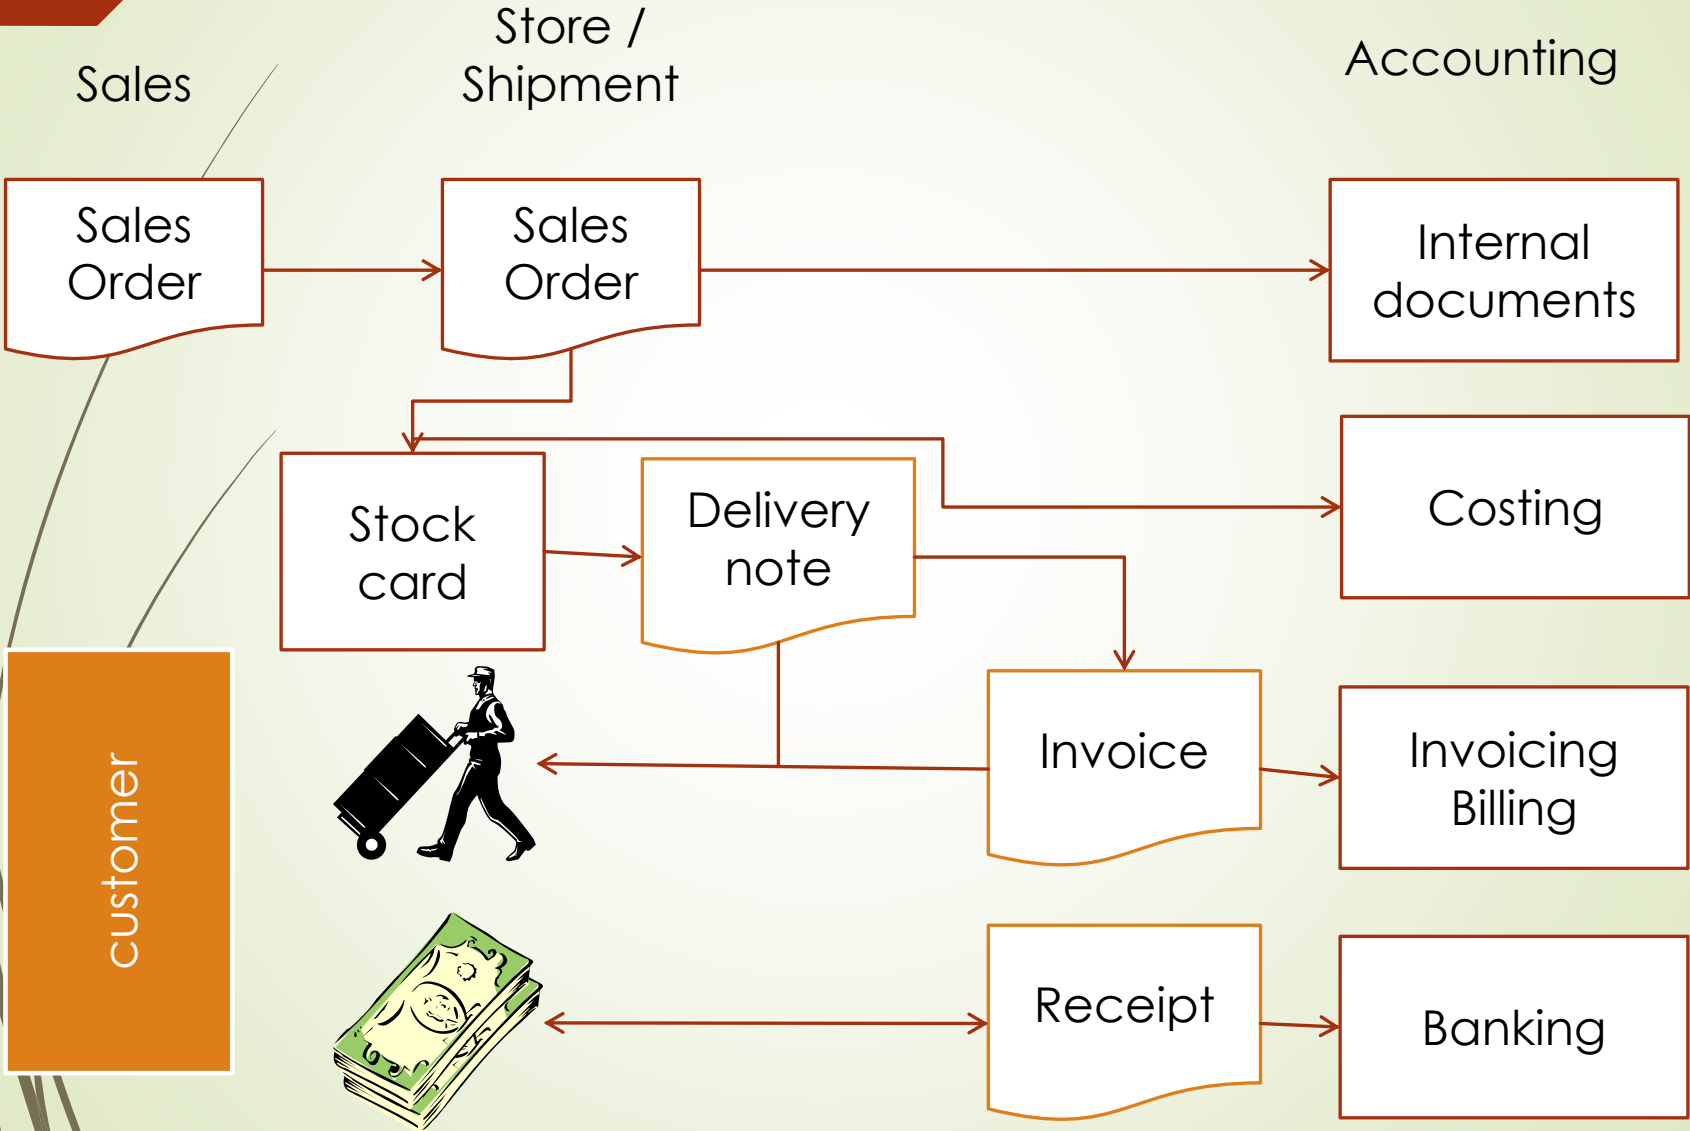 Sales
Store /
Shipment
Accounting
Sales
Order
Sales
Order
Internal
documents
Stock
card
Delivery
note
Costing
customer
Invoice
Invoicing
Billing
Receipt
Banking